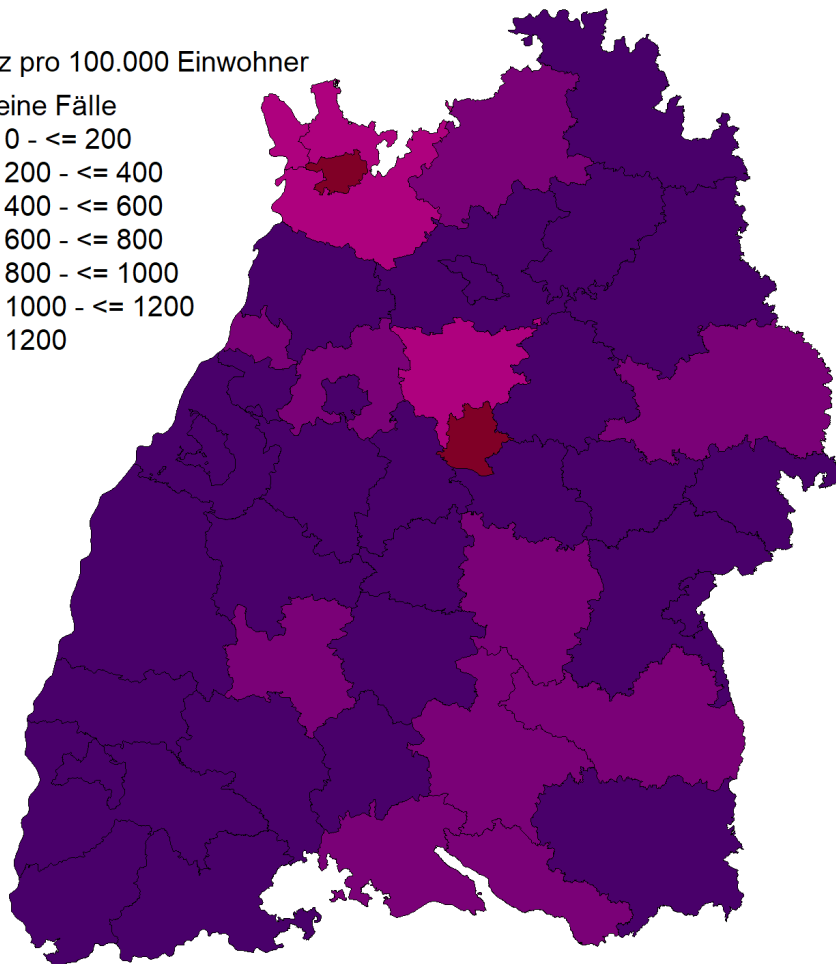 z pro 100.000 Einwohner
eine Fälle
0 - <= 200
200 - <= 400
400 - <= 600
600 - <= 800
800 - <= 1000
1000 - <= 1200
1200